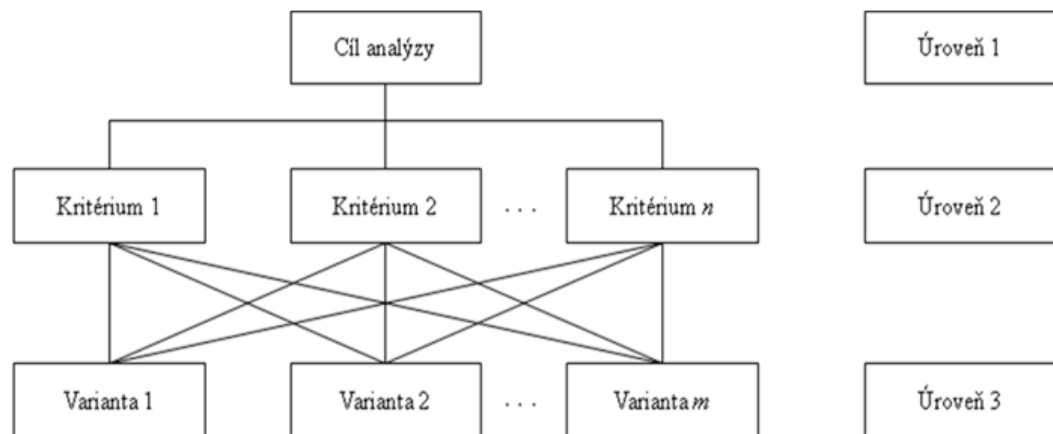 Cíl analýzy Úroveň 1
Kritérium 1 Kritérium 2 . . . Kritérium n Úroveň 2
Varianta 1 Varianta 2 . . . Varianta m Úroveň 3